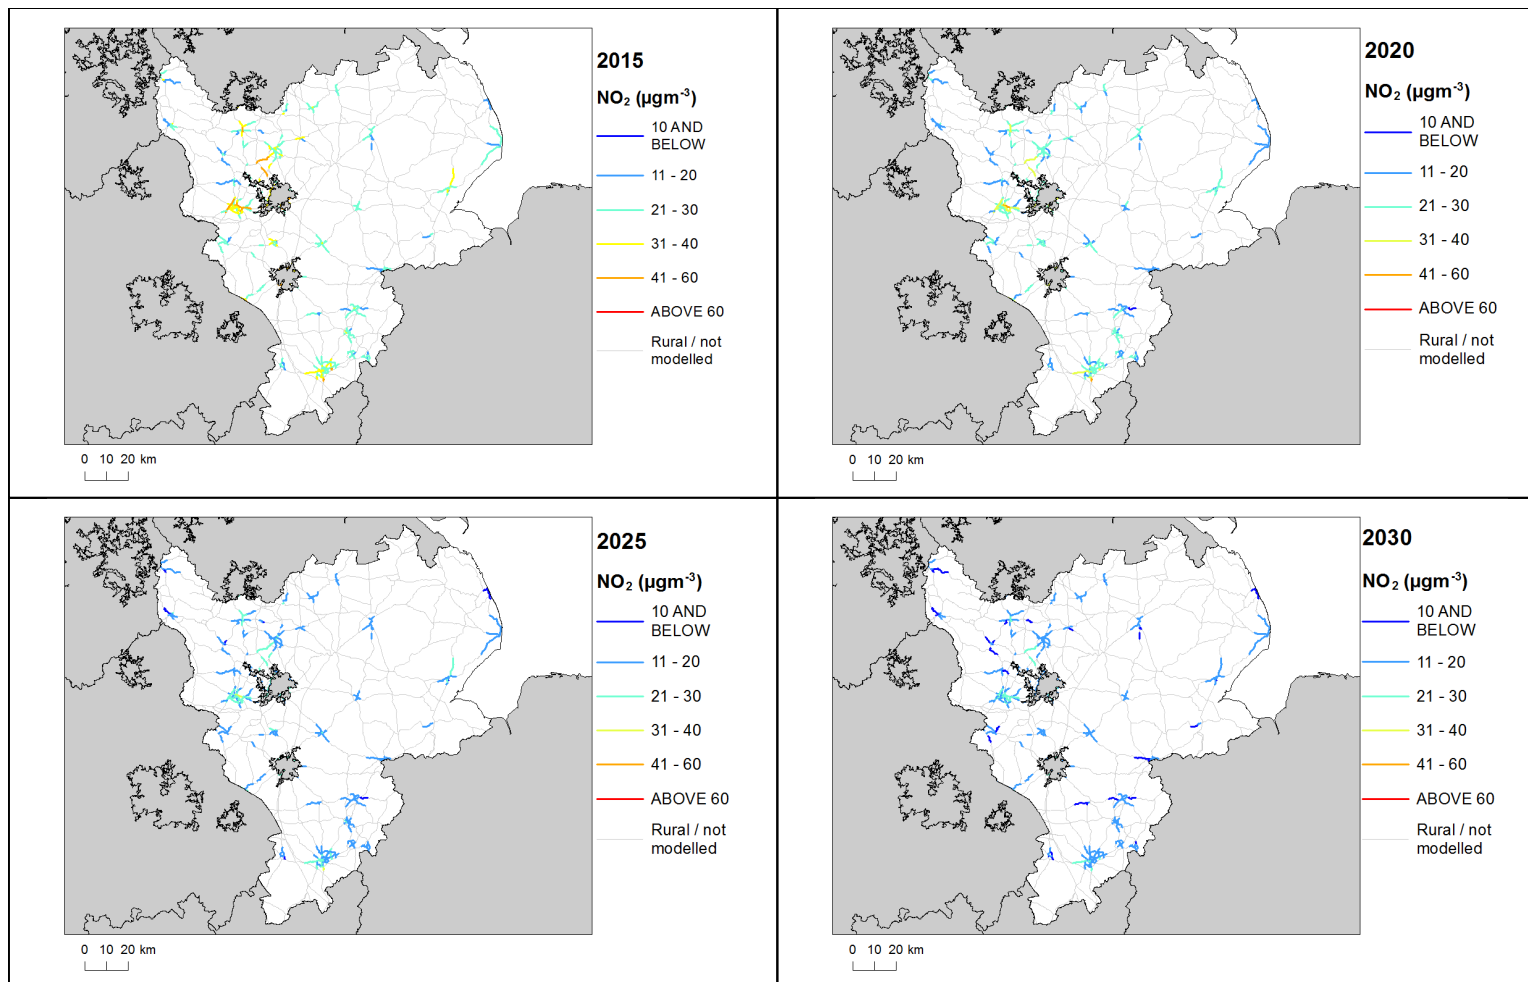 2015
NO₂ (µgm⁻³)
10 AND
BELOW
11 - 20
21 - 30
31 - 40
41 - 60
ABOVE 60
Rural / not
modelled
0 10 20 km
2020
NO₂ (µgm⁻³)
10 AND
BELOW
11 - 20
21 - 30
31 - 40
41 - 60
ABOVE 60
Rural / not
modelled
0 10 20 km
2025
NO₂ (µgm⁻³)
10 AND
BELOW
11 - 20
21 - 30
31 - 40
41 - 60
ABOVE 60
Rural / not
modelled
0 10 20 km
2030
NO₂ (µgm⁻³)
10 AND
BELOW
11 - 20
21 - 30
31 - 40
41 - 60
ABOVE 60
Rural / not
modelled
0 10 20 km